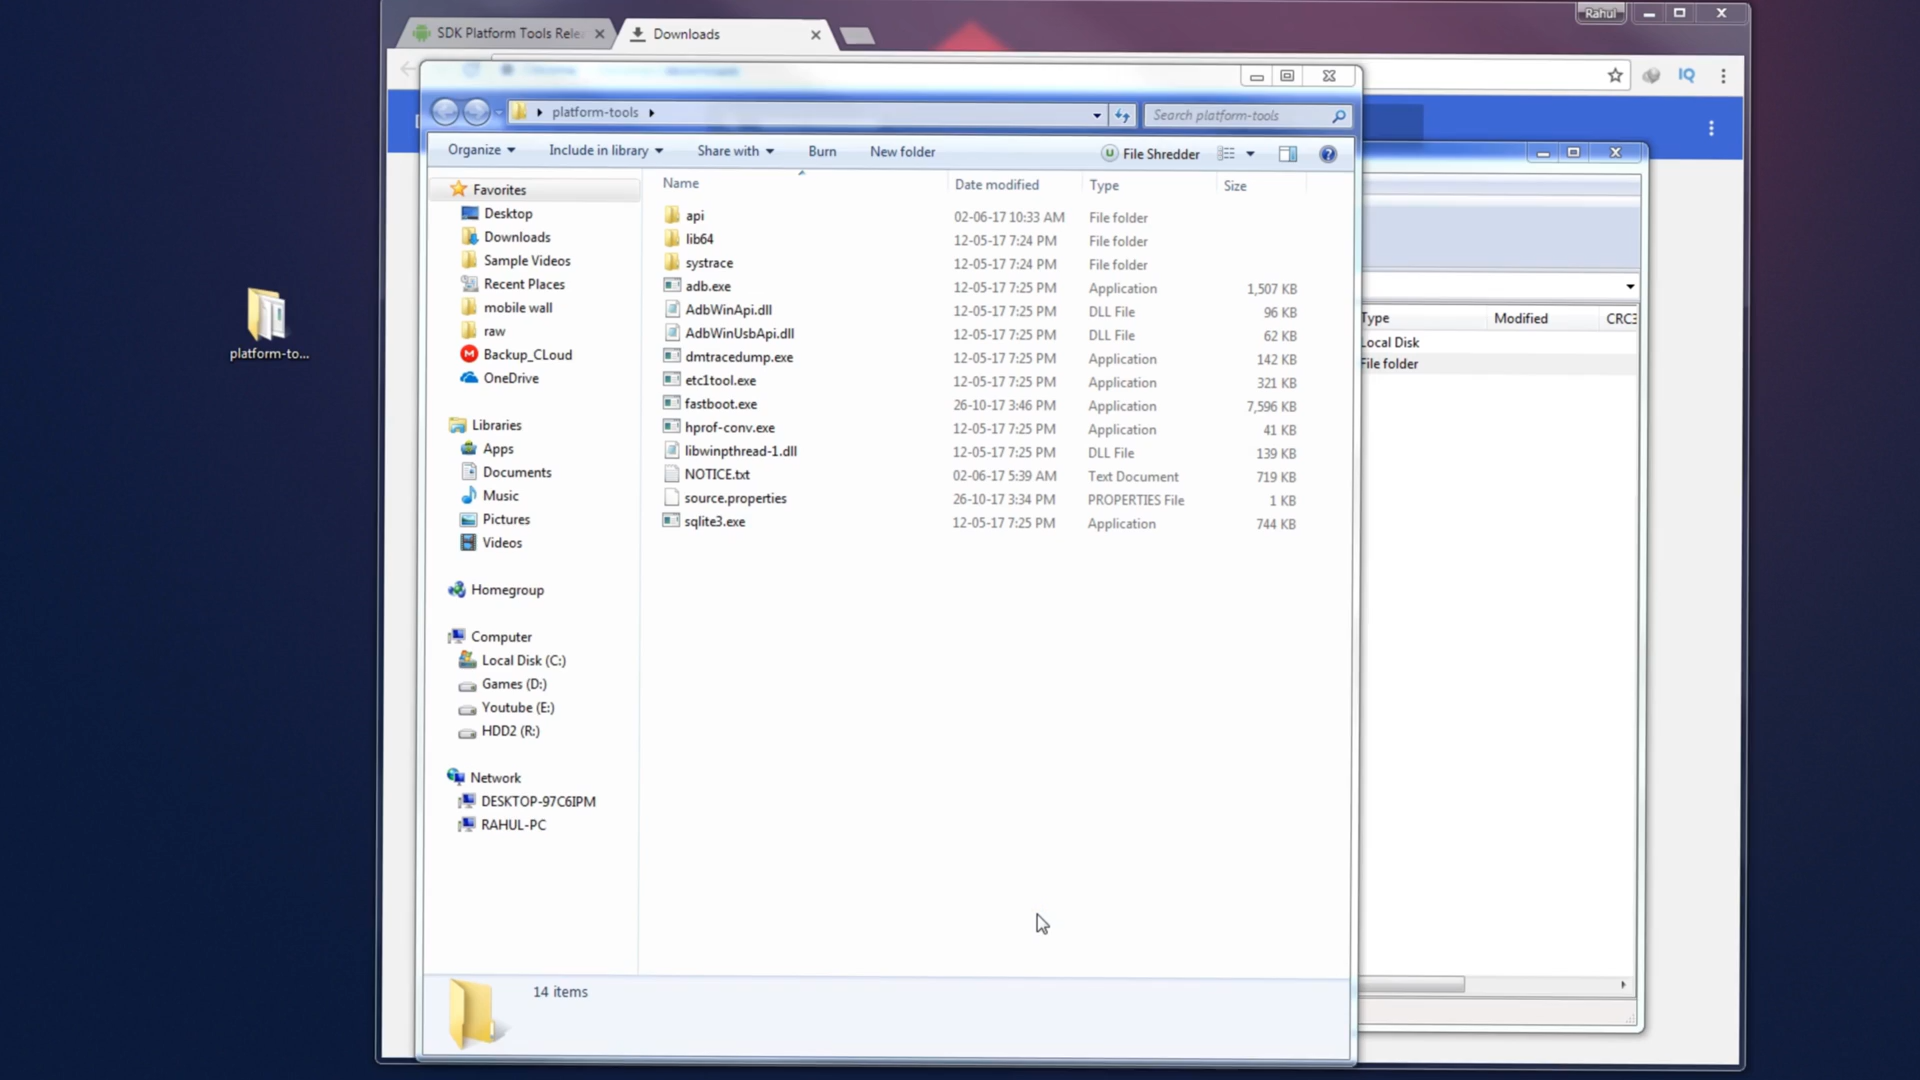 Rahul
SDK Platform Tools Rele
Downloads
IQ
platform-tools
Search platform-tools
Organize
Include in library
Share with
Burn
New folder
File Shredder
Name
Date modified
Type
Size
Favorites
Desktop
Downloads
Sample Videos
Recent Places
mobile wall
raw
Backup_CLoud
OneDrive
Libraries
Apps
Documents
Music
Pictures
Videos
Homegroup
Computer
Local Disk (C:)
Games (D:)
Youtube (E:)
HDD2 (R:)
Network
DESKTOP-97C6IPM
RAHUL-PC
api 02-06-17 10:33 AM File folder
lib64 12-05-17 7:24 PM File folder
systrace 12-05-17 7:24 PM File folder
adb.exe 12-05-17 7:25 PM Application 1,507 KB
AdbWinApi.dll 12-05-17 7:25 PM DLL File 96 KB
AdbWinUsbApi.dll 12-05-17 7:25 PM DLL File 62 KB
dmtracedump.exe 12-05-17 7:25 PM Application 142 KB
etc1tool.exe 12-05-17 7:25 PM Application 321 KB
fastboot.exe 26-10-17 3:46 PM Application 7,596 KB
hprof-conv.exe 12-05-17 7:25 PM Application 41 KB
libwinpthread-1.dll 12-05-17 7:25 PM DLL File 139 KB
NOTICE.txt 02-06-17 5:39 AM Text Document 719 KB
source.properties 26-10-17 3:34 PM PROPERTIES File 1 KB
sqlite3.exe 12-05-17 7:25 PM Application 744 KB
14 items
Type
Modified
CRC3
Local Disk
File folder
platform-to...